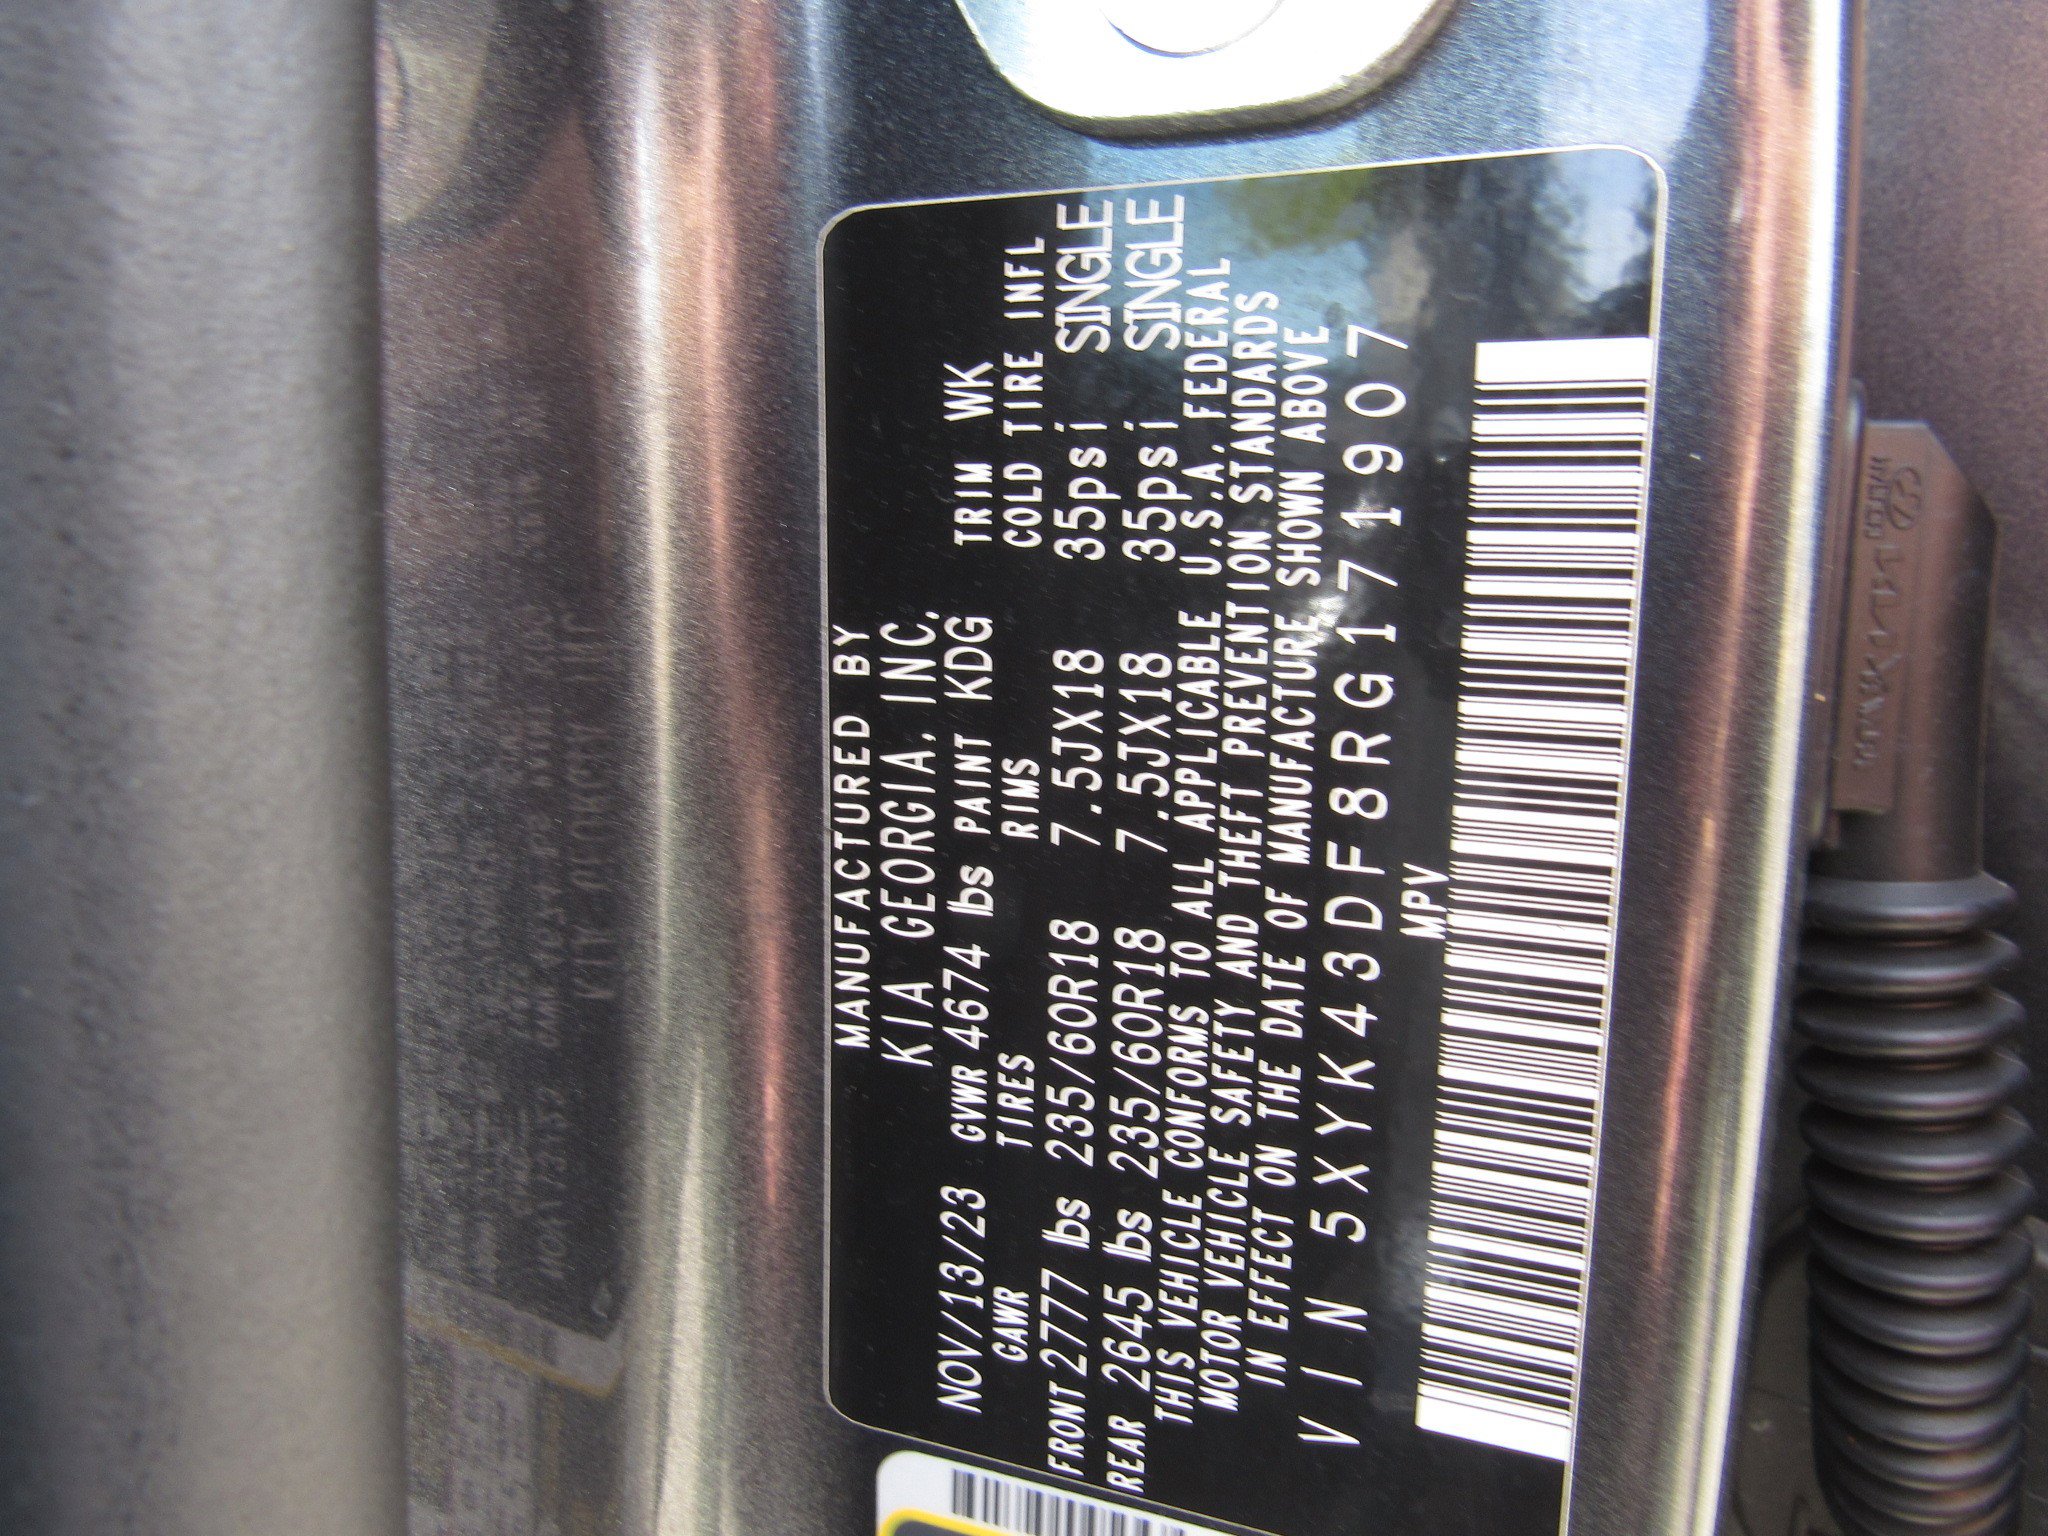 MANUFACTURED BY
KIA GEORGIA, INC.
NOV/13/23 GVWR 4674 lbs PAINT KDG TRIM WK
GAWR TIRES RIMS COLD TIRE INFL
FRONT 2777 lbs 235/60R18 7.5JX18 35psi SINGLE
REAR 2645 lbs 235/60R18 7.5JX18 35psi SINGLE
THIS VEHICLE CONFORMS TO ALL APPLICABLE U.S.A. FEDERAL
MOTOR VEHICLE SAFETY AND THEFT PREVENTION STANDARDS
IN EFFECT ON THE DATE OF MANUFACTURE SHOWN ABOVE
VIN 5XYK43DF8RG171907
MPV